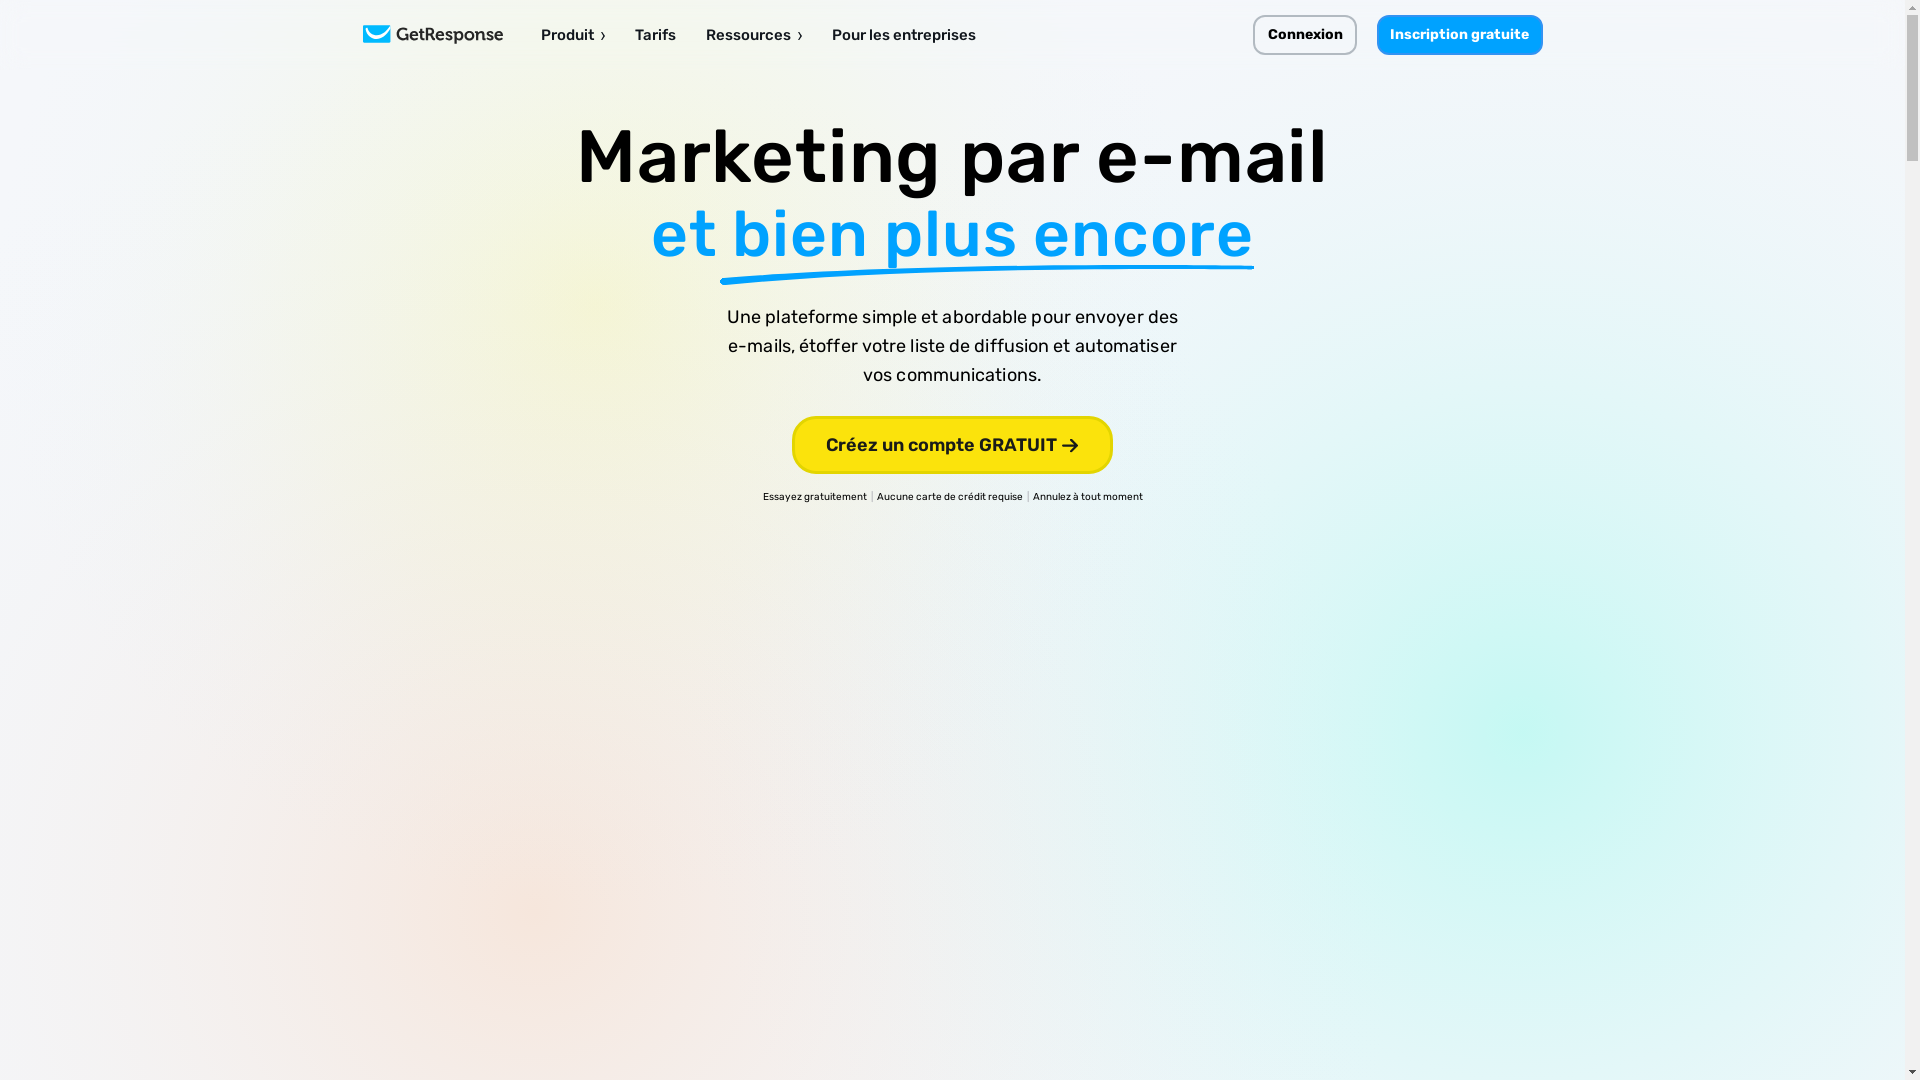 GetResponse
Produit
Tarifs
Ressources
Pour les entreprises
Connexion
Inscription gratuite
Marketing par e-mail
et bien plus encore
Une plateforme simple et abordable pour envoyer des
e-mails, étoffer votre liste de diffusion et automatiser
vos communications.
Créez un compte GRATUIT →
Essayez gratuitement | Aucune carte de crédit requise | Annulez à tout moment